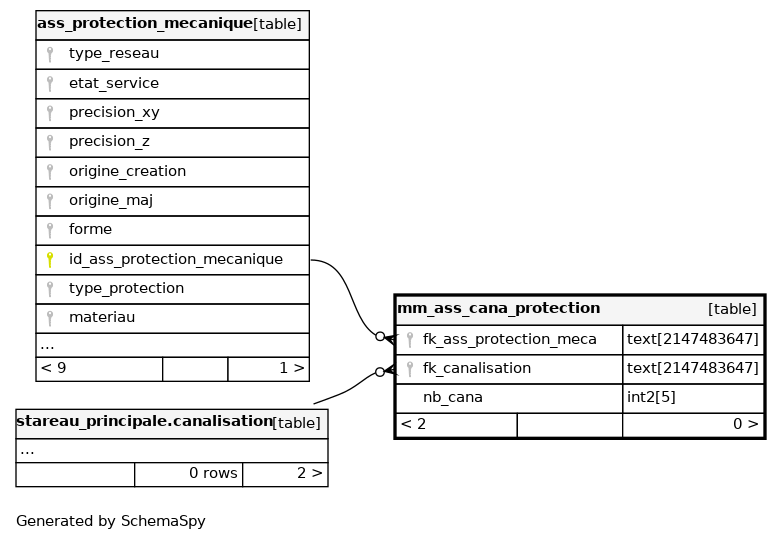 ass_protection_mecanique [table]
type_reseau
etat_service
precision_xy
precision_z
origine_creation
origine_maj
forme
id_ass_protection_mecanique
type_protection
materiau
...
< 9 1 >
mm_ass_cana_protection [table]
fk_ass_protection_meca text[2147483647]
fk_canalisation text[2147483647]
nb_cana int2[5]
< 2 0 >
stareau_principale.canalisation [table]
...
0 rows 2 >
Generated by SchemaSpy